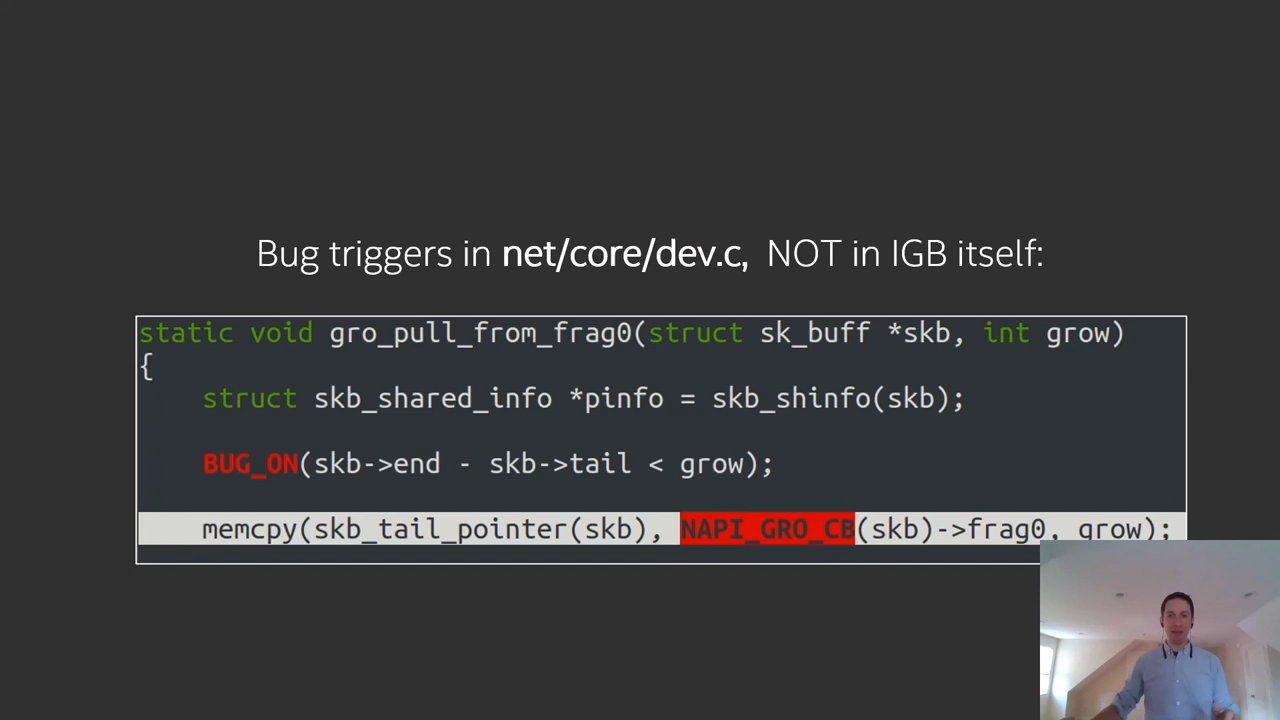 Bug triggers in net/core/dev.c, NOT in IGB itself:
static void gro_pull_from_frag0(struct sk_buff *skb, int grow)
{
struct skb_shared_info *pinfo = skb_shinfo(skb);
BUG_ON(skb->end - skb->tail < grow);
memcpy(skb_tail_pointer(skb), NAPI_GRO_CB(skb)->frag0, grow);